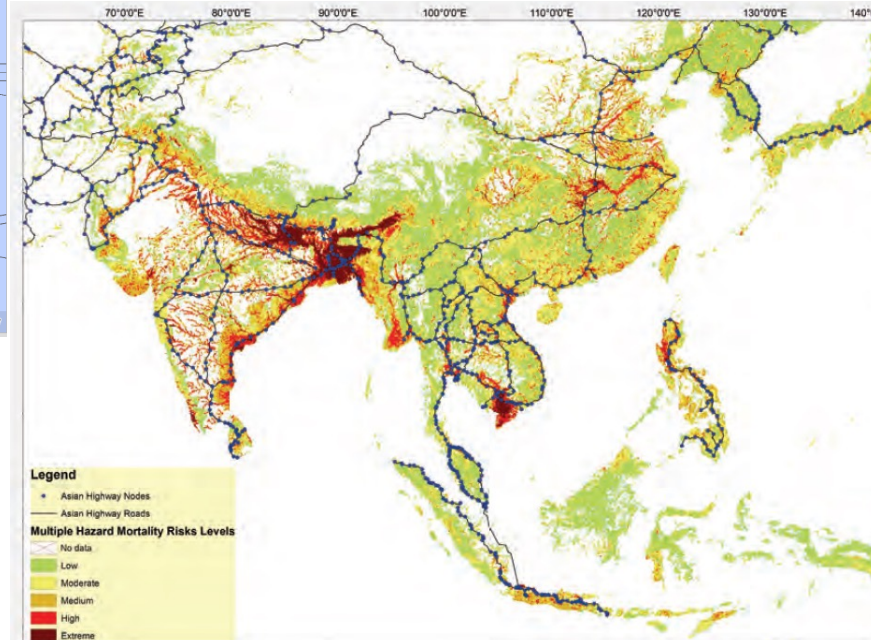 70°0'0"E 80°0'0"E 90°0'0"E 100°0'0"E 110°0'0"E 120°0'0"E 130°0'0"E
Legend
Asian Highway Nodes
Asian Highway Roads
Multiple Hazard Mortality Risks Levels
No data
Low
Moderate
Medium
High
Extreme